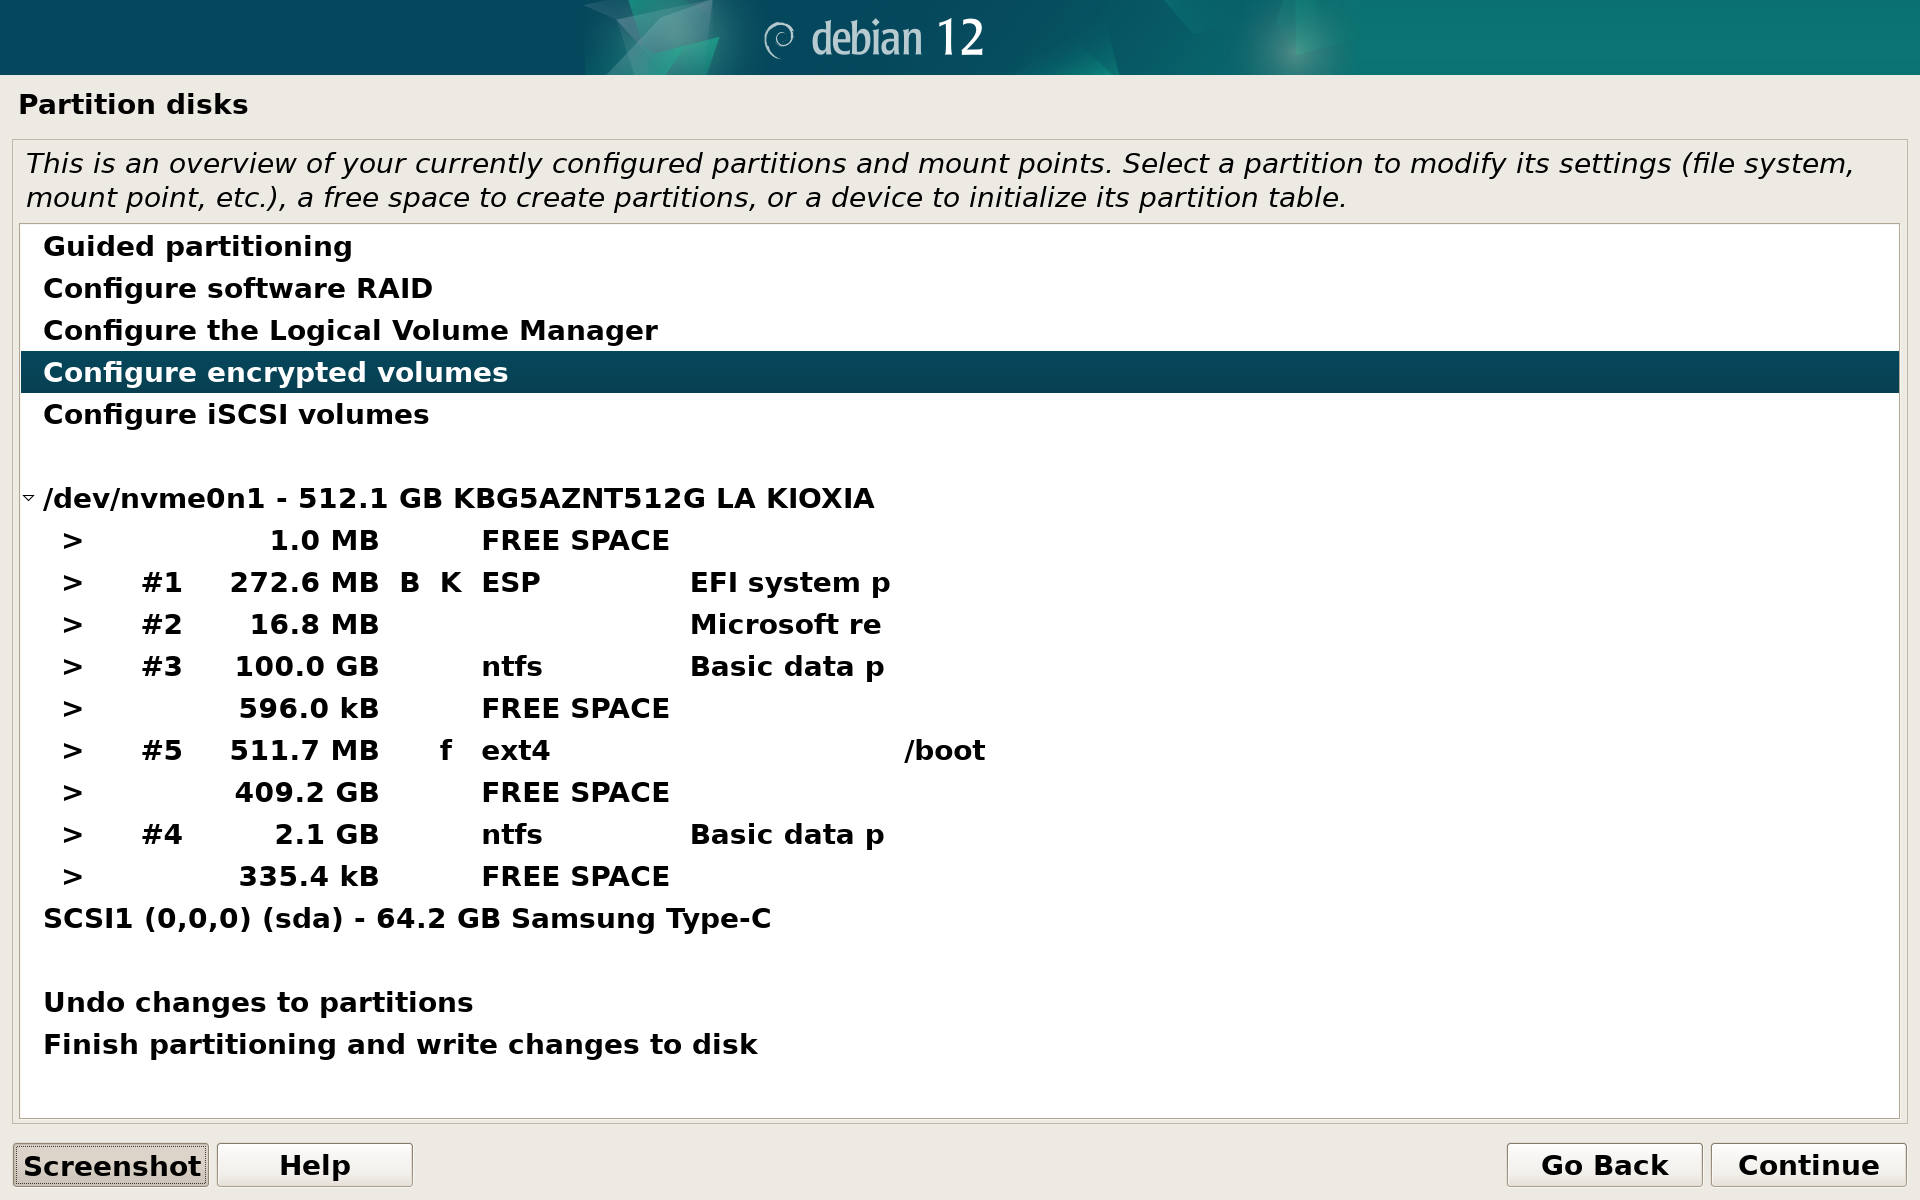 debian 12
Partition disks
This is an overview of your currently configured partitions and mount points. Select a partition to modify its settings (file system,
mount point, etc.), a free space to create partitions, or a device to initialize its partition table.
Guided partitioning
Configure software RAID
Configure the Logical Volume Manager
Configure encrypted volumes
Configure iSCSI volumes
/dev/nvme0n1 - 512.1 GB KBG5AZNT512G LA KIOXIA
> 1.0 MB FREE SPACE
> #1 272.6 MB B K ESP EFI system p
> #2 16.8 MB Microsoft re
> #3 100.0 GB ntfs Basic data p
> 596.0 kB FREE SPACE
> #5 511.7 MB f ext4 /boot
> 409.2 GB FREE SPACE
> #4 2.1 GB ntfs Basic data p
> 335.4 kB FREE SPACE
SCSI1 (0,0,0) (sda) - 64.2 GB Samsung Type-C
Undo changes to partitions
Finish partitioning and write changes to disk
Screenshot Help Go Back Continue